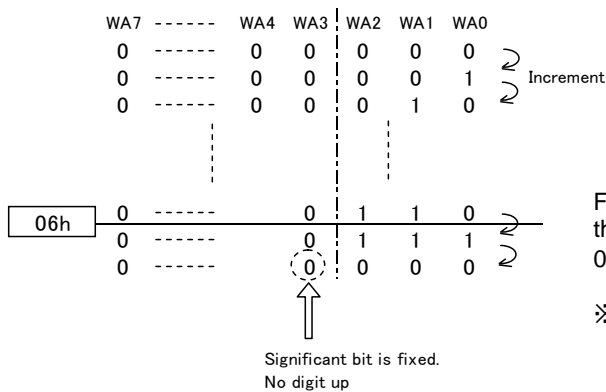 WA7 ------ WA4 WA3 WA2 WA1 WA0
0 ------ 0 0 0 0 0
0 ------ 0 0 0 0 1
Increment
0 ------ 0 0 0 1 0
06h
0 ------ 0 1 1 0
0 ------ 0 1 1 1
0 ------ 0 0 0 0
F
th
0
※
Significant bit is fixed.
No digit up